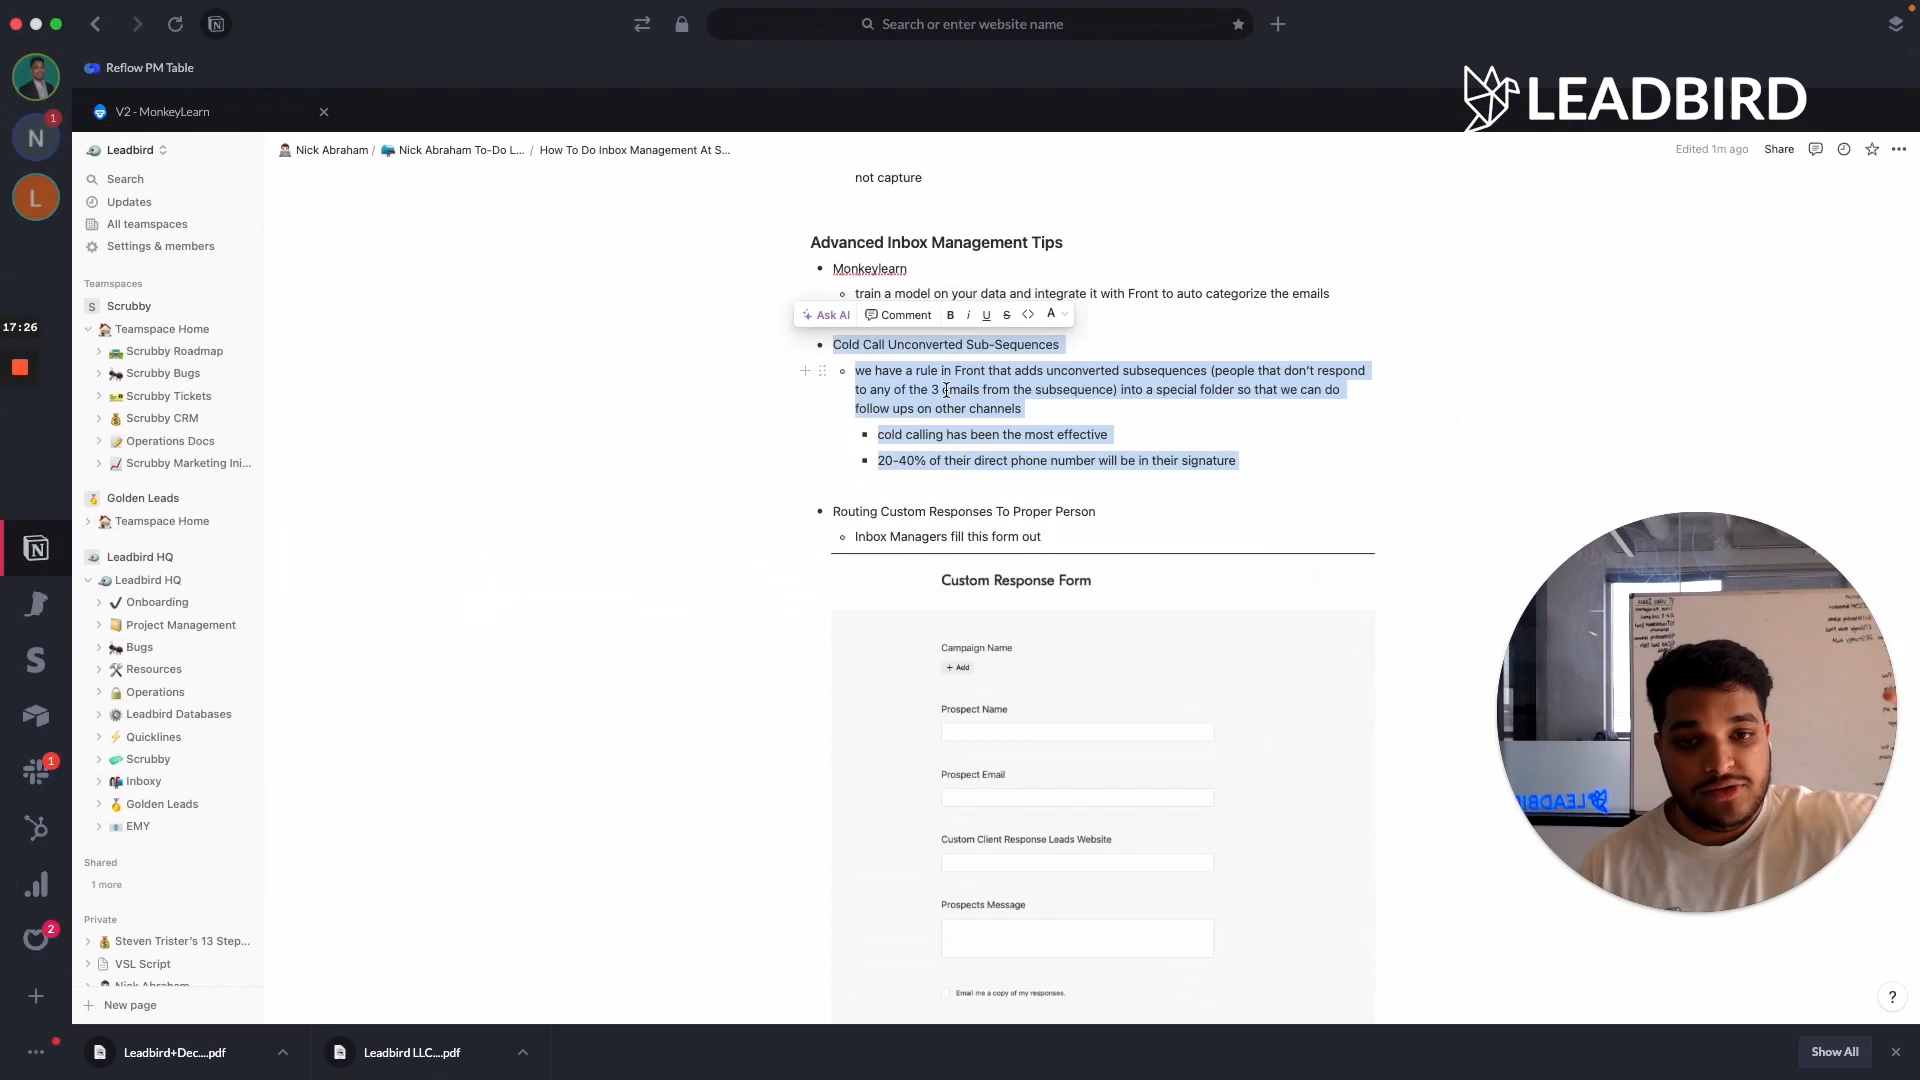 Search or enter website name
Reflow PM Table
LEADBIRD
V2 - MonkeyLearn
1
N
L
17:26
1
2
Leadbird
Search
Updates
All teamspaces
Settings & members
Teamspaces
S Scrubby
Teamspace Home
Scrubby Roadmap
Scrubby Bugs
Scrubby Tickets
Scrubby CRM
Operations Docs
Scrubby Marketing Ini...
Golden Leads
Teamspace Home
Leadbird HQ
Leadbird HQ
Onboarding
Project Management
Bugs
Resources
Operations
Leadbird Databases
Quicklines
Scrubby
Inboxy
Golden Leads
EMY
Shared
1 more
Private
Steven Trister's 13 Step...
VSL Script
Nick Abraham
New page
Nick Abraham / Nick Abraham To-Do L... / How To Do Inbox Management At S...
Edited 1m ago
Share
not capture
Advanced Inbox Management Tips
Monkeylearn
train a model on your data and integrate it with Front to auto categorize the emails
Ask AI Comment B i U S <> A
Cold Call Unconverted Sub-Sequences
we have a rule in Front that adds unconverted subsequences (people that don't respond
to any of the 3 emails from the subsequence) into a special folder so that we can do
follow ups on other channels
cold calling has been the most effective
20-40% of their direct phone number will be in their signature
Routing Custom Responses To Proper Person
Inbox Managers fill this form out
Custom Response Form
Campaign Name
+ Add
Prospect Name
Prospect Email
Custom Client Response Leads Website
Prospects Message
Email me a copy of my responses.
LEADBIRD
?
Leadbird+Dec....pdf
Leadbird LLC....pdf
Show All